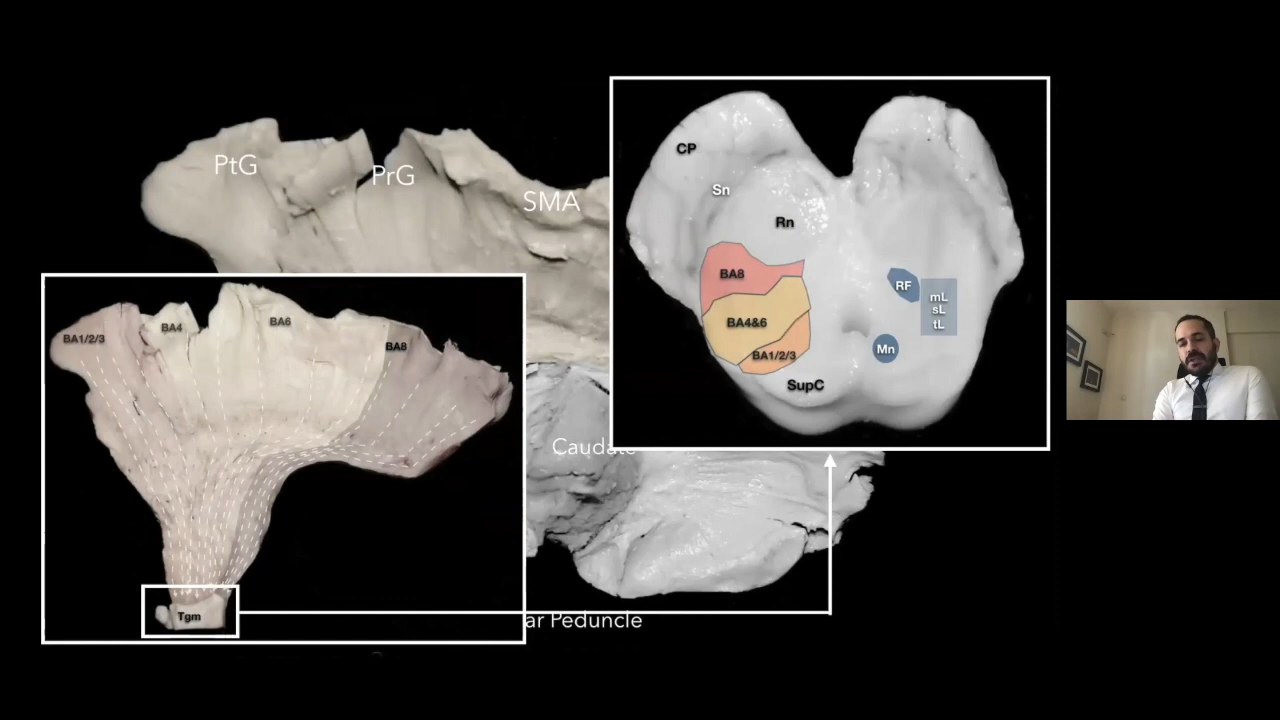 PtG
PrG
SMA
CP
Sn
Rn
BA8
BA4&6
BA1/2/3
SupC
RF
mL
sL
tL
Mn
BA1/2/3
BA4
BA6
BA8
Caudate
Tgm
ar Peduncle